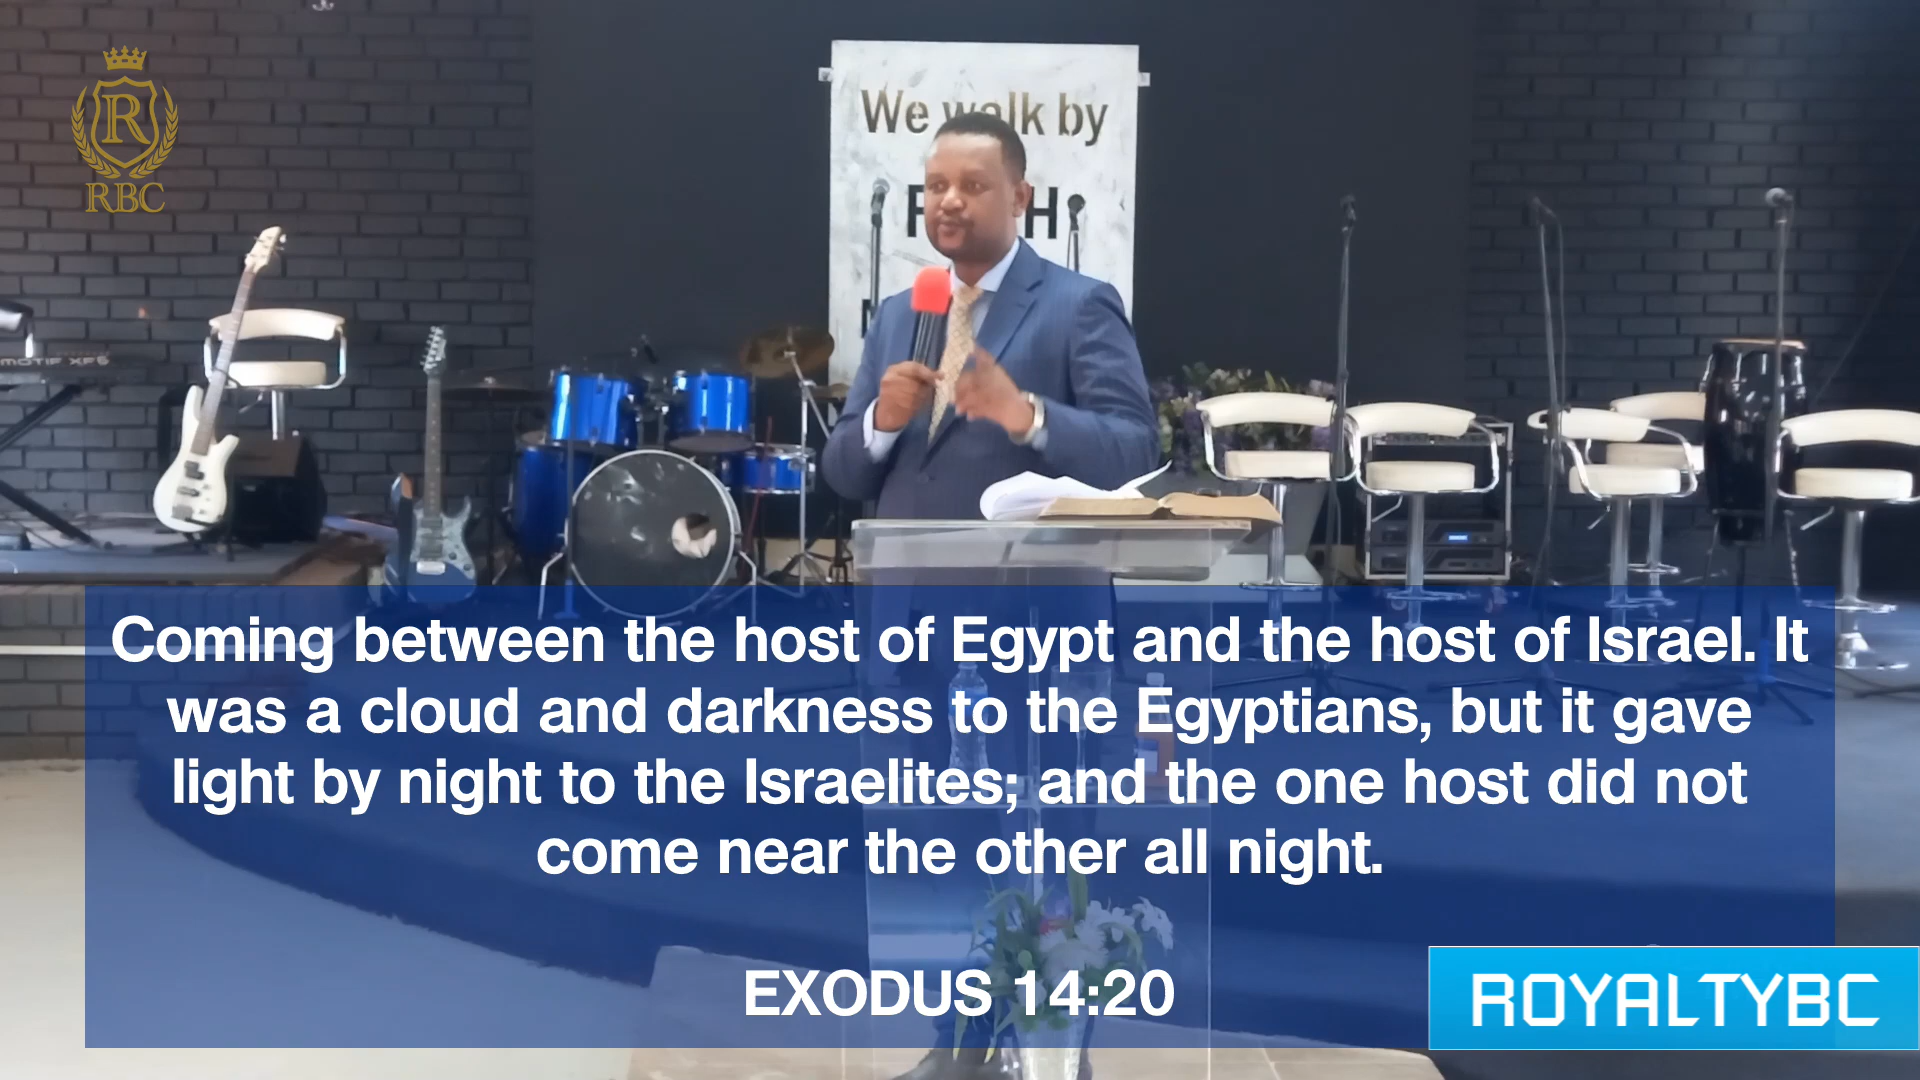 R
RBC
We walk by
MOTIF XF6
Coming between the host of Egypt and the host of Israel. It
was a cloud and darkness to the Egyptians, but it gave
light by night to the Israelites; and the one host did not
come near the other all night.
EXODUS 14:20
ROYALTYBC